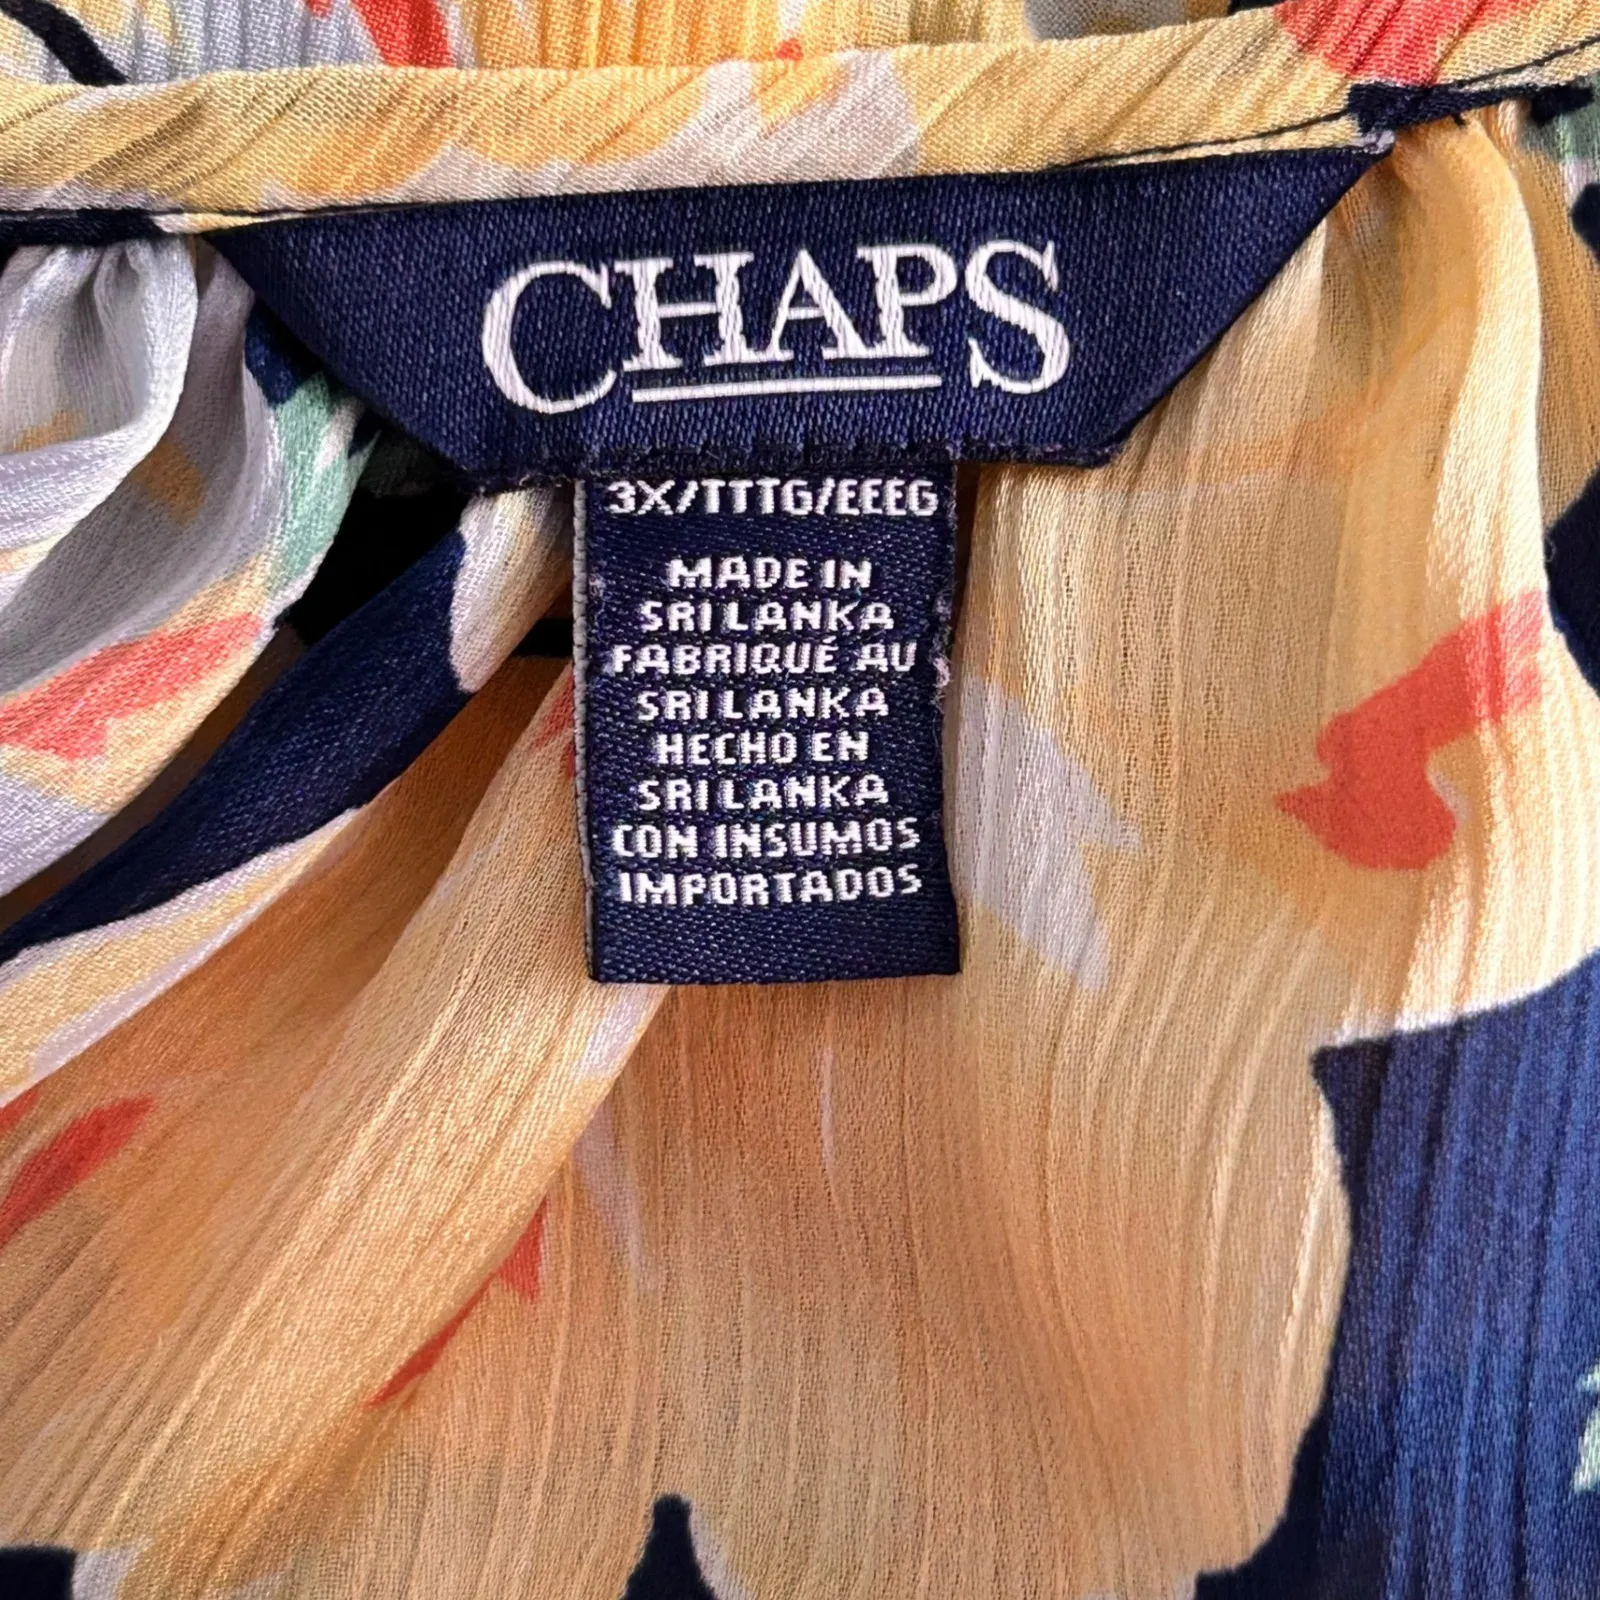 CHAPS
3X/TTTG/EEEG
MADE IN
SRI LANKA
FABRIQUÉ AU
SRI LANKA
HECHO EN
SRI LANKA
CON INSUMOS
IMPORTADOS